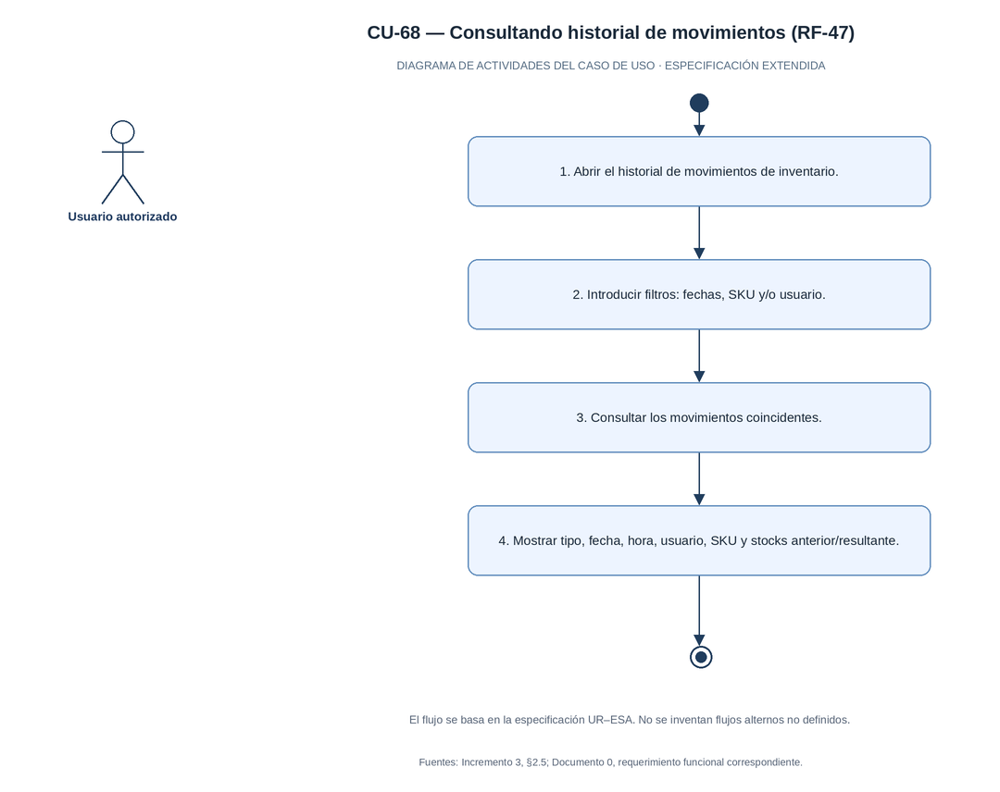 CU-68 — Consultando historial de movimientos (RF-47)
DIAGRAMA DE ACTIVIDADES DEL CASO DE USO · ESPECIFICACIÓN EXTENDIDA
Usuario autorizado
1. Abrir el historial de movimientos de inventario.
2. Introducir filtros: fechas, SKU y/o usuario.
3. Consultar los movimientos coincidentes.
4. Mostrar tipo, fecha, hora, usuario, SKU y stocks anterior/resultante.
El flujo se basa en la especificación UR–ESA. No se inventan flujos alternos no definidos.
Fuentes: Incremento 3, §2.5; Documento 0, requerimiento funcional correspondiente.